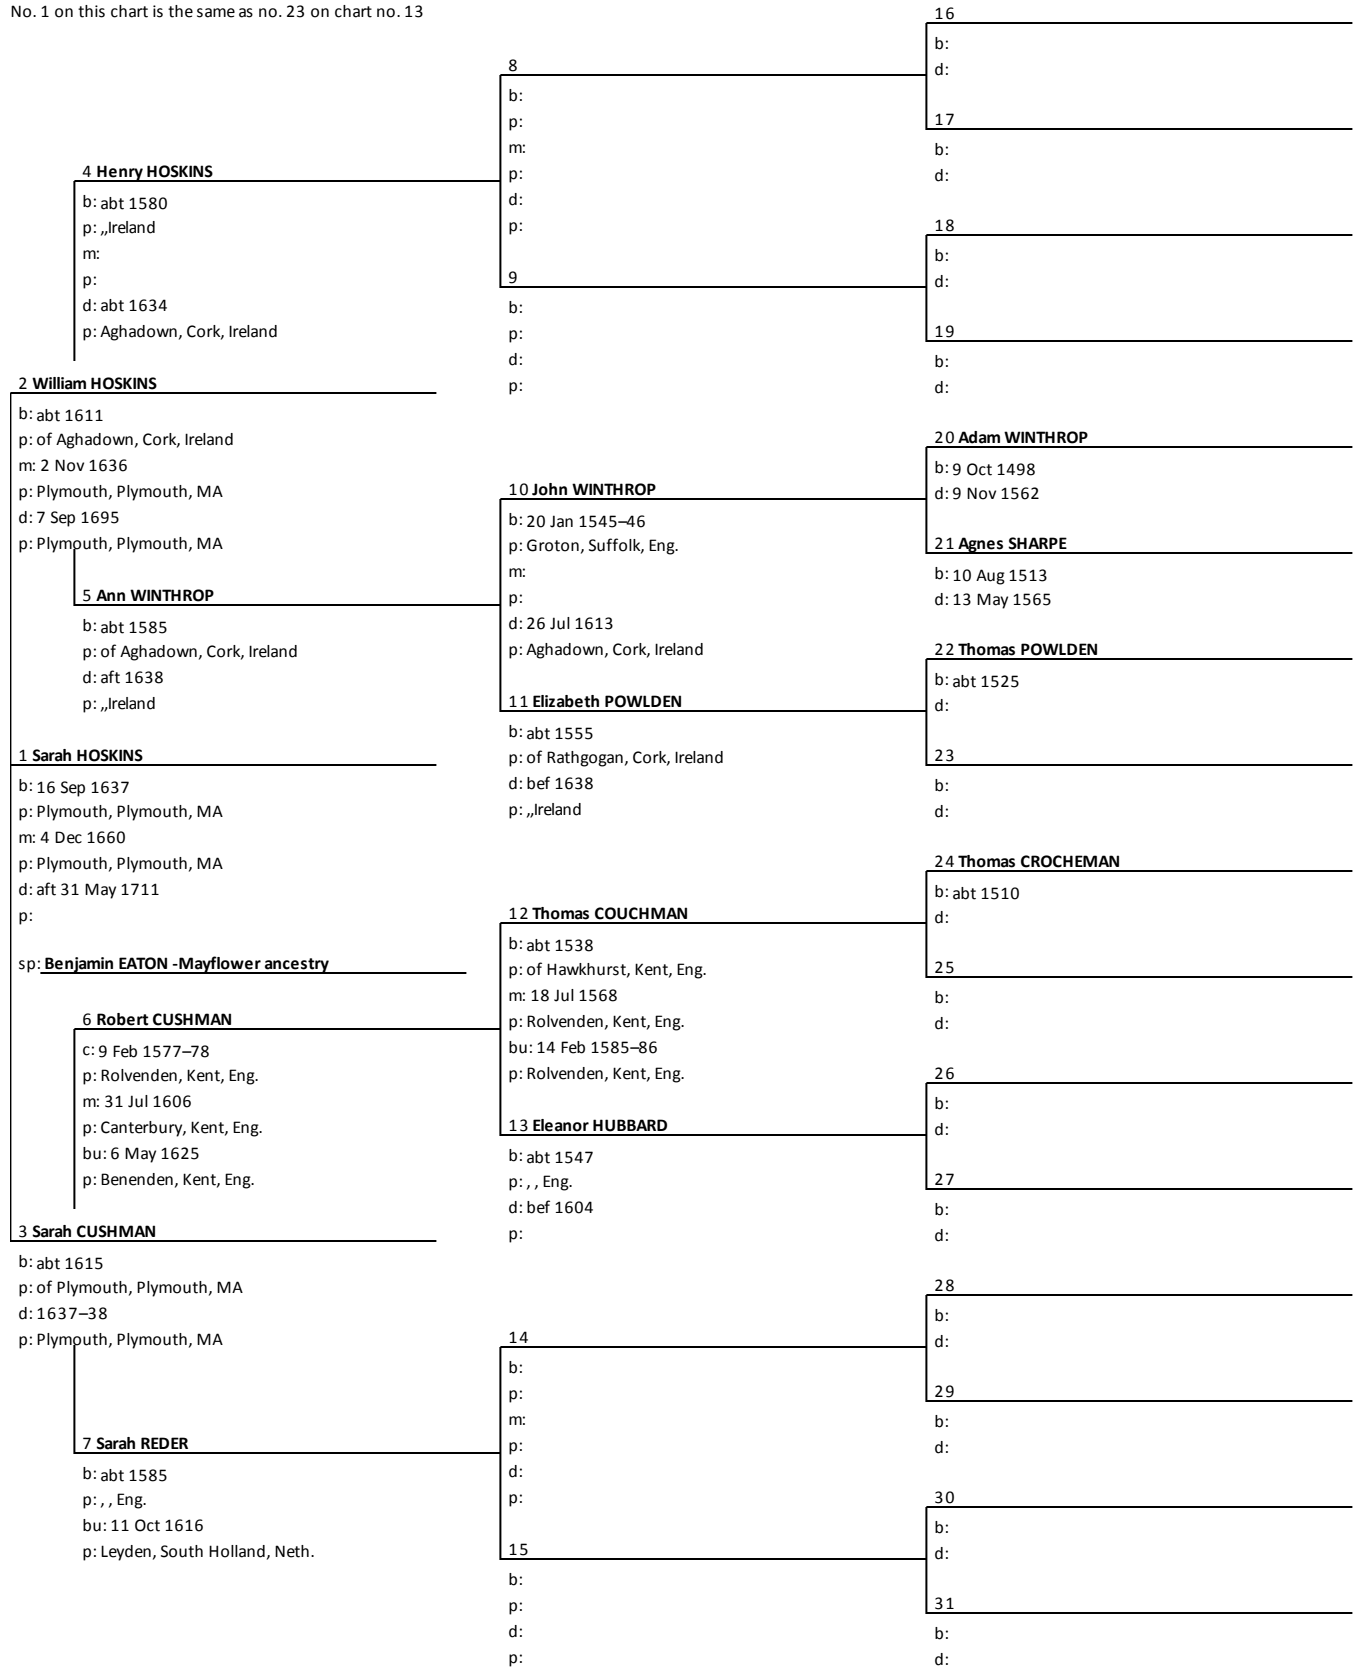 No. 1 on this chart is the same as no. 23 on chart no. 13
4 Henry HOSKINS
b: abt 1580
p: ,,Ireland
m:
p:
d: abt 1634
p: Aghadown, Cork, Ireland
2 William HOSKINS
b: abt 1611
p: of Aghadown, Cork, Ireland
m: 2 Nov 1636
p: Plymouth, Plymouth, MA
d: 7 Sep 1695
p: Plymouth, Plymouth, MA
5 Ann WINTHROP
b: abt 1585
p: of Aghadown, Cork, Ireland
d: aft 1638
p: ,,Ireland
1 Sarah HOSKINS
b: 16 Sep 1637
p: Plymouth, Plymouth, MA
m: 4 Dec 1660
p: Plymouth, Plymouth, MA
d: aft 31 May 1711
p:
sp: Benjamin EATON -Mayflower ancestry
6 Robert CUSHMAN
c: 9 Feb 1577–78
p: Rolvenden, Kent, Eng.
m: 31 Jul 1606
p: Canterbury, Kent, Eng.
bu: 6 May 1625
p: Benenden, Kent, Eng.
3 Sarah CUSHMAN
b: abt 1615
p: of Plymouth, Plymouth, MA
d: 1637–38
p: Plymouth, Plymouth, MA
7 Sarah REDER
b: abt 1585
p: , , Eng.
bu: 11 Oct 1616
p: Leyden, South Holland, Neth.
8
b:
p:
m:
p:
d:
p:
9
b:
p:
d:
p:
10 John WINTHROP
b: 20 Jan 1545–46
p: Groton, Suffolk, Eng.
m:
p:
d: 26 Jul 1613
p: Aghadown, Cork, Ireland
11 Elizabeth POWLDEN
b: abt 1555
p: of Rathgogan, Cork, Ireland
d: bef 1638
p: ,,Ireland
12 Thomas COUCHMAN
b: abt 1538
p: of Hawkhurst, Kent, Eng.
m: 18 Jul 1568
p: Rolvenden, Kent, Eng.
bu: 14 Feb 1585–86
p: Rolvenden, Kent, Eng.
13 Eleanor HUBBARD
b: abt 1547
p: , , Eng.
d: bef 1604
p:
14
b:
p:
m:
p:
d:
p:
15
b:
p:
d:
p:
16
b:
d:
17
b:
d:
18
b:
d:
19
b:
d:
20 Adam WINTHROP
b: 9 Oct 1498
d: 9 Nov 1562
21 Agnes SHARPE
b: 10 Aug 1513
d: 13 May 1565
22 Thomas POWLDEN
b: abt 1525
d:
23
b:
d:
24 Thomas CROCHEMAN
b: abt 1510
d:
25
b:
d:
26
b:
d:
27
b:
d:
28
b:
d:
29
b:
d:
30
b:
d:
31
b:
d: